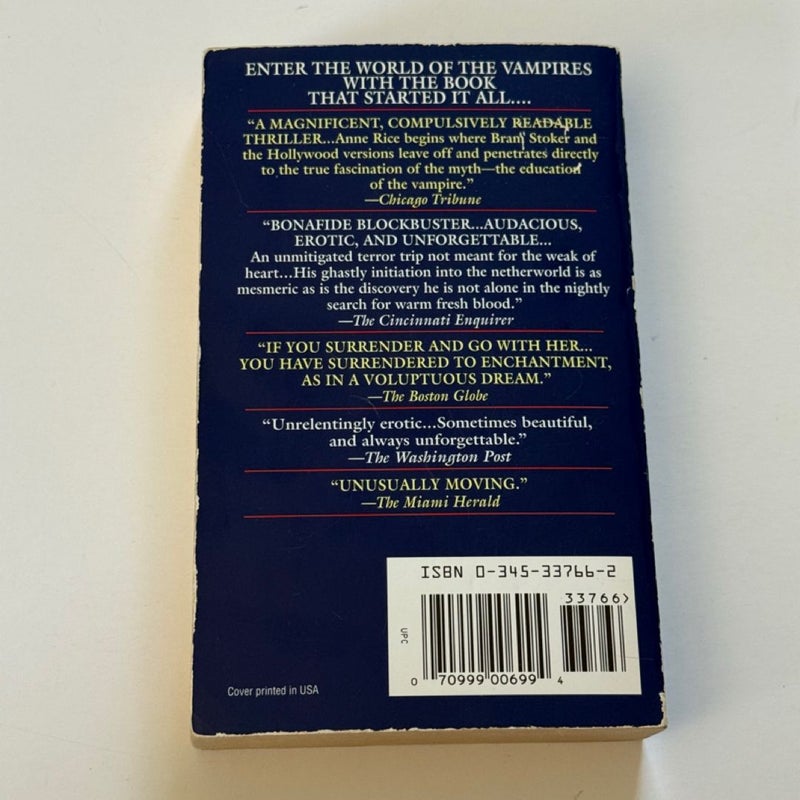 ENTER THE WORLD OF THE VAMPIRES
WITH THE BOOK
THAT STARTED IT ALL....
“A MAGNIFICENT, COMPULSIVELY READABLE
THRILLER...Anne Rice begins where Bram Stoker and
the Hollywood versions leave off and penetrates directly
to the true fascination of the myth—the education
of the vampire.”
—Chicago Tribune
“BONAFIDE BLOCKBUSTER...AUDACIOUS,
EROTIC, AND UNFORGETTABLE...
An unmitigated terror trip not meant for the weak of
heart...His ghastly initiation into the netherworld is as
mesmeric as is the discovery he is not alone in the nightly
search for warm fresh blood.”
—The Cincinnati Enquirer
“IF YOU SURRENDER AND GO WITH HER...
YOU HAVE SURRENDERED TO ENCHANTMENT,
AS IN A VOLUPTUOUS DREAM.”
—The Boston Globe
“Unrelentingly erotic...Sometimes beautiful,
and always unforgettable.”
—The Washington Post
“UNUSUALLY MOVING.”
—The Miami Herald
ISBN 0-345-33766-2
33766>
UPC
0 70999 00699 4
Cover printed in USA